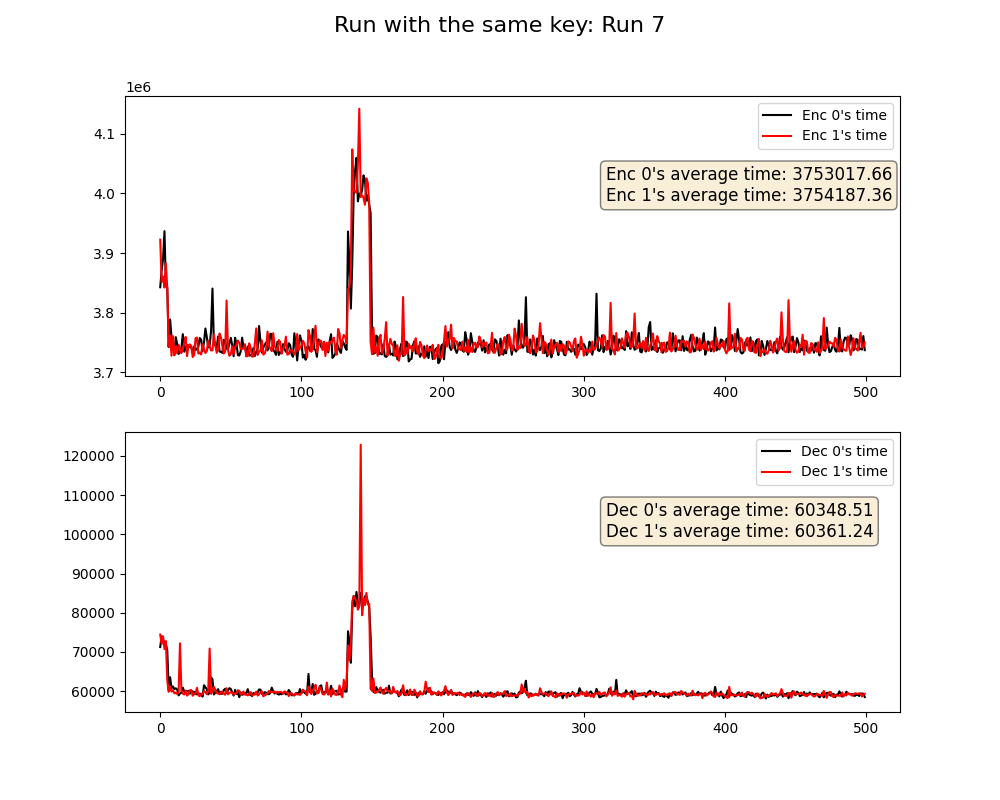 Run with the same key: Run 7
1e6
Enc 0's time
Enc 1's time
Enc 0's average time: 3753017.66
Enc 1's average time: 3754187.36
4.1
4.0
3.9
3.8
3.7
0 100 200 300 400 500
Dec 0's time
Dec 1's time
Dec 0's average time: 60348.51
Dec 1's average time: 60361.24
120000
110000
100000
90000
80000
70000
60000
0 100 200 300 400 500